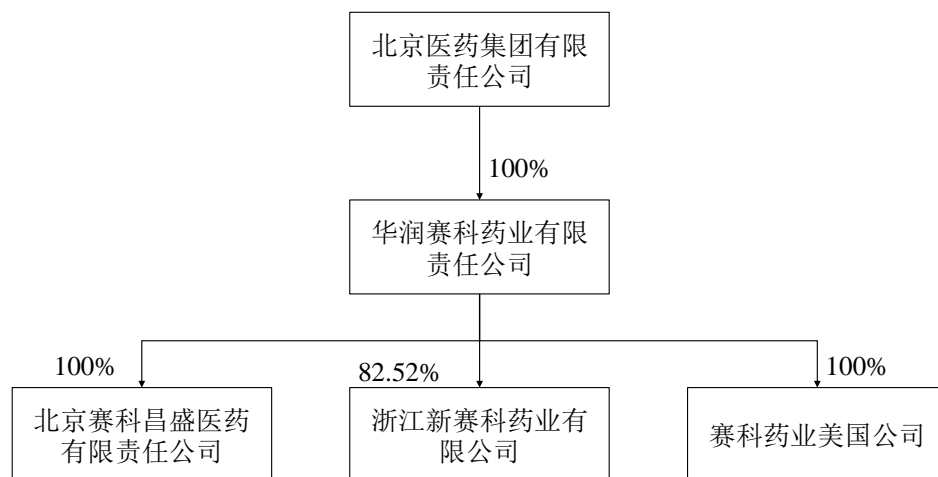 北京医药集团有限
责任公司
100%
华润赛科药业有限
责任公司
100%
82.52%
100%
北京赛科昌盛医药
有限责任公司
浙江新赛科药业有
限公司
赛科药业美国公司